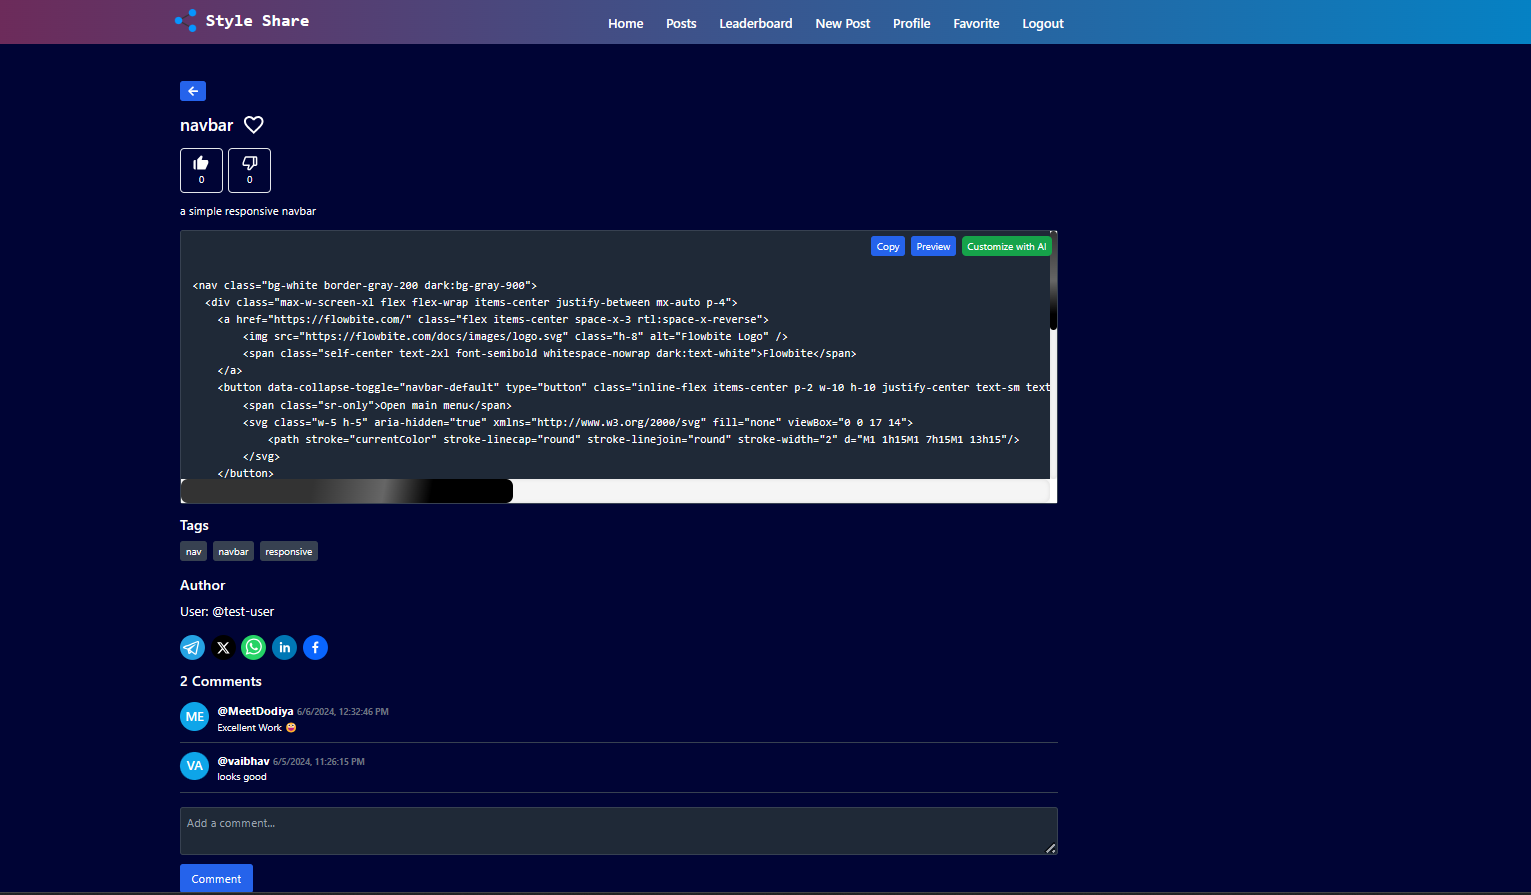 Style Share
Home Posts Leaderboard New Post Profile Favorite Logout
navbar
0 0
a simple responsive navbar
Copy Preview Customize with AI
<nav class="bg-white border-gray-200 dark:bg-gray-900">
<div class="max-w-screen-xl flex flex-wrap items-center justify-between mx-auto p-4">
<a href="https://flowbite.com/" class="flex items-center space-x-3 rtl:space-x-reverse">
<img src="https://flowbite.com/docs/images/logo.svg" class="h-8" alt="Flowbite Logo" />
<span class="self-center text-2xl font-semibold whitespace-nowrap dark:text-white">Flowbite</span>
</a>
<button data-collapse-toggle="navbar-default" type="button" class="inline-flex items-center p-2 w-10 h-10 justify-center text-sm text
<span class="sr-only">Open main menu</span>
<svg class="w-5 h-5" aria-hidden="true" xmlns="http://www.w3.org/2000/svg" fill="none" viewBox="0 0 17 14">
<path stroke="currentColor" stroke-linecap="round" stroke-linejoin="round" stroke-width="2" d="M1 1h15M1 7h15M1 13h15"/>
</svg>
</button>
Tags
nav navbar responsive
Author
User: @test-user
2 Comments
ME @MeetDodiya 6/6/2024, 12:32:46 PM
Excellent Work 😄
VA @vaibhav 6/5/2024, 11:26:15 PM
looks good
Add a comment...
Comment